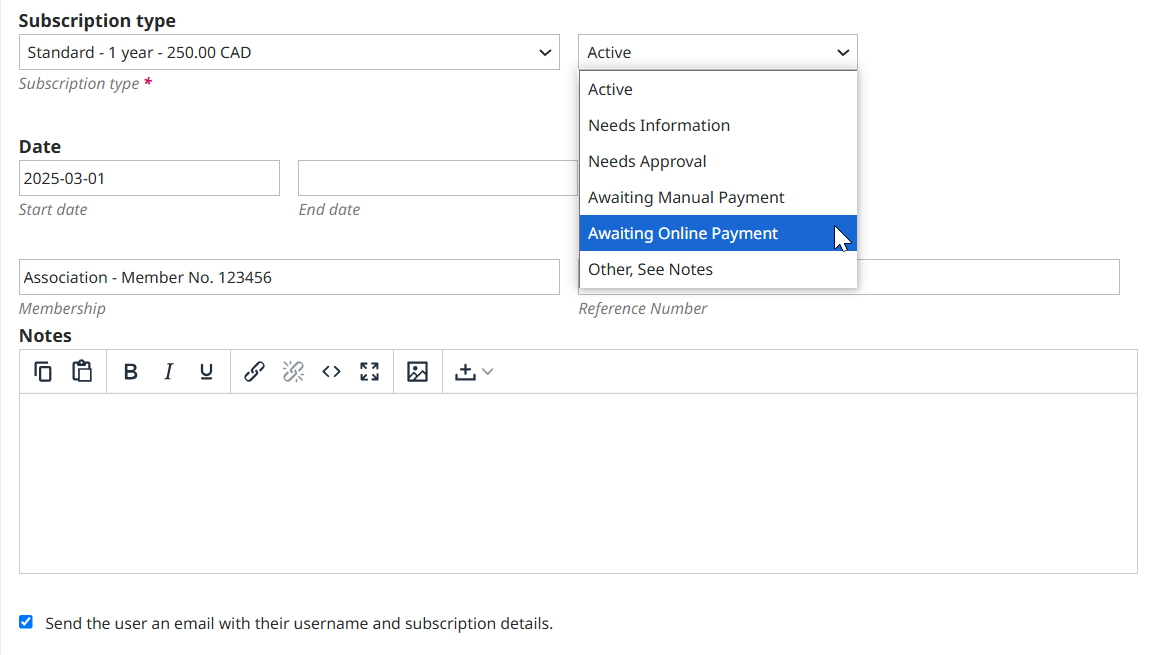 Subscription type
Standard - 1 year - 250.00 CAD
Active
Subscription type *
Active
Needs Information
Needs Approval
Awaiting Manual Payment
Awaiting Online Payment
Other, See Notes
Date
2025-03-01
Start date
End date
Association - Member No. 123456
Membership
Reference Number
Notes
B I U
Send the user an email with their username and subscription details.